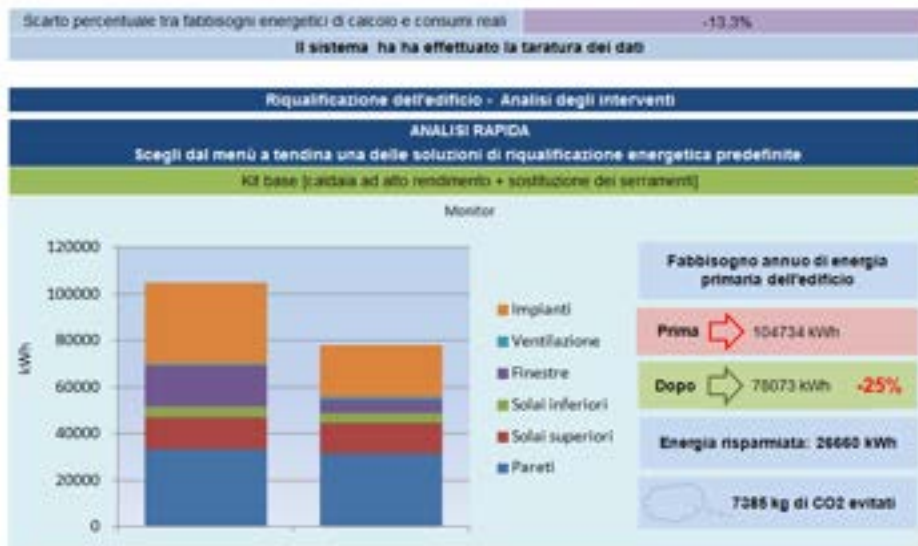 Scarto percentuale tra fabbisogni energetici di calcolo e consumi reali
-13,3%
Il sistema ha ha effettuato la taratura dei dati
Riqualificazione dell'edificio - Analisi degli interventi
ANALISI RAPIDA
Scegli dal menù a tendina una delle soluzioni di riqualificazione energetica predefinite
Kit base [caldaia ad alto rendimento + sostituzione dei serramenti]
Monitor
120000
100000
80000
60000
40000
20000
0
kWh
Impianti
Ventilazione
Finestre
Solai inferiori
Solai superiori
Pareti
Fabbisogno annuo di energia
primaria dell'edificio
Prima 104734 kWh
Dopo 78073 kWh -25%
Energia risparmiata: 26660 kWh
7385 kg di CO2 evitati